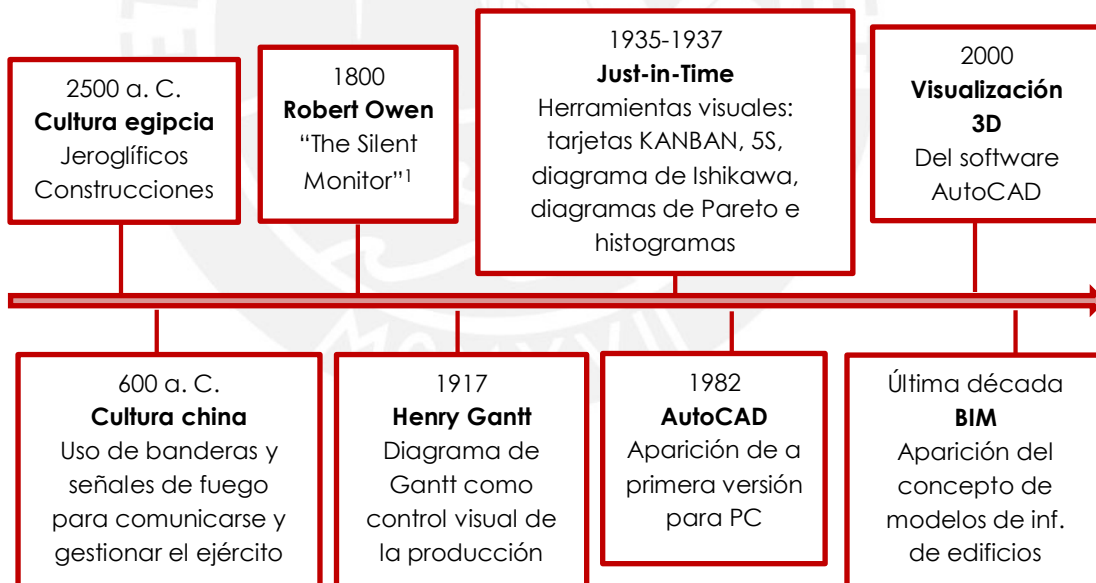 2500 a. C.
Cultura egipcia
Jeroglíficos
Construcciones
1800
Robert Owen
“The Silent
Monitor”1
1935-1937
Just-in-Time
Herramientas visuales:
tarjetas KANBAN, 5S,
diagrama de Ishikawa,
diagramas de Pareto e
histogramas
2000
Visualización
3D
Del software
AutoCAD
600 a. C.
Cultura china
Uso de banderas y
señales de fuego
para comunicarse y
gestionar el ejército
1917
Henry Gantt
Diagrama de
Gantt como
control visual de
la producción
1982
AutoCAD
Aparición de a
primera versión
para PC
Última década
BIM
Aparición del
concepto de
modelos de inf.
de edificios